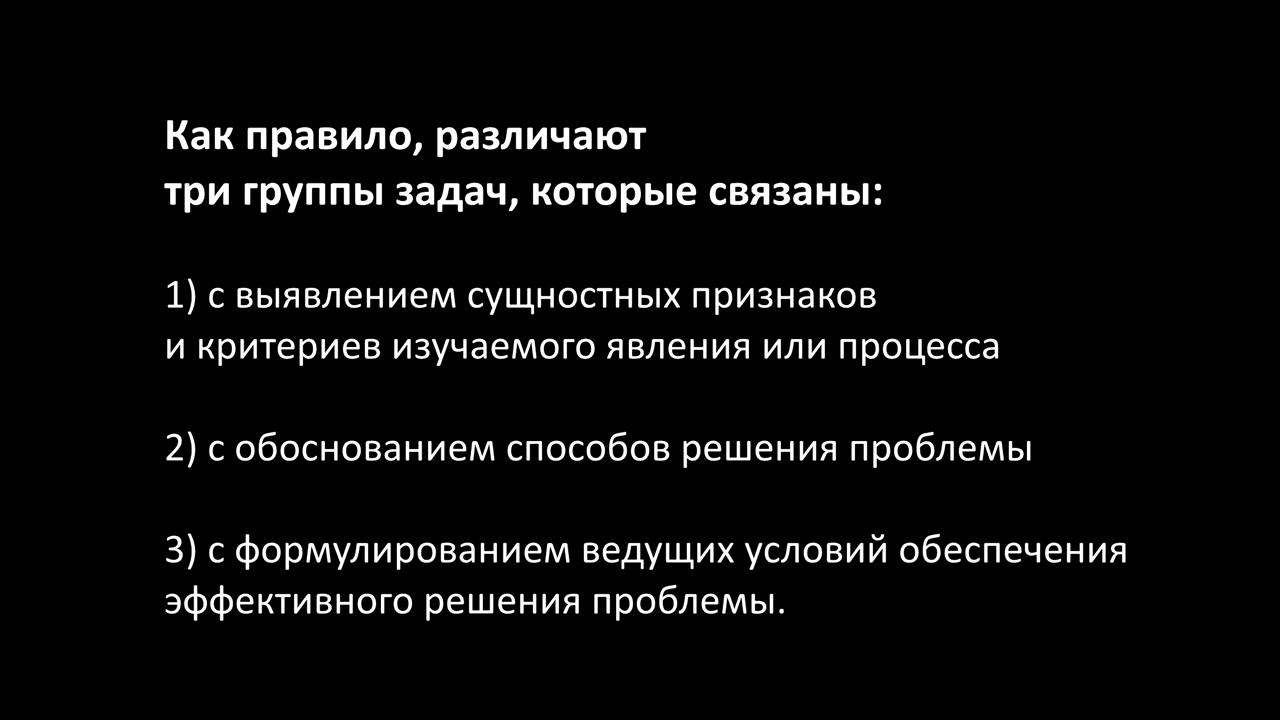 Как правило, различают
три группы задач, которые связаны:
1) с выявлением сущностных признаков
и критериев изучаемого явления или процесса
2) с обоснованием способов решения проблемы
3) с формулированием ведущих условий обеспечения
эффективного решения проблемы.